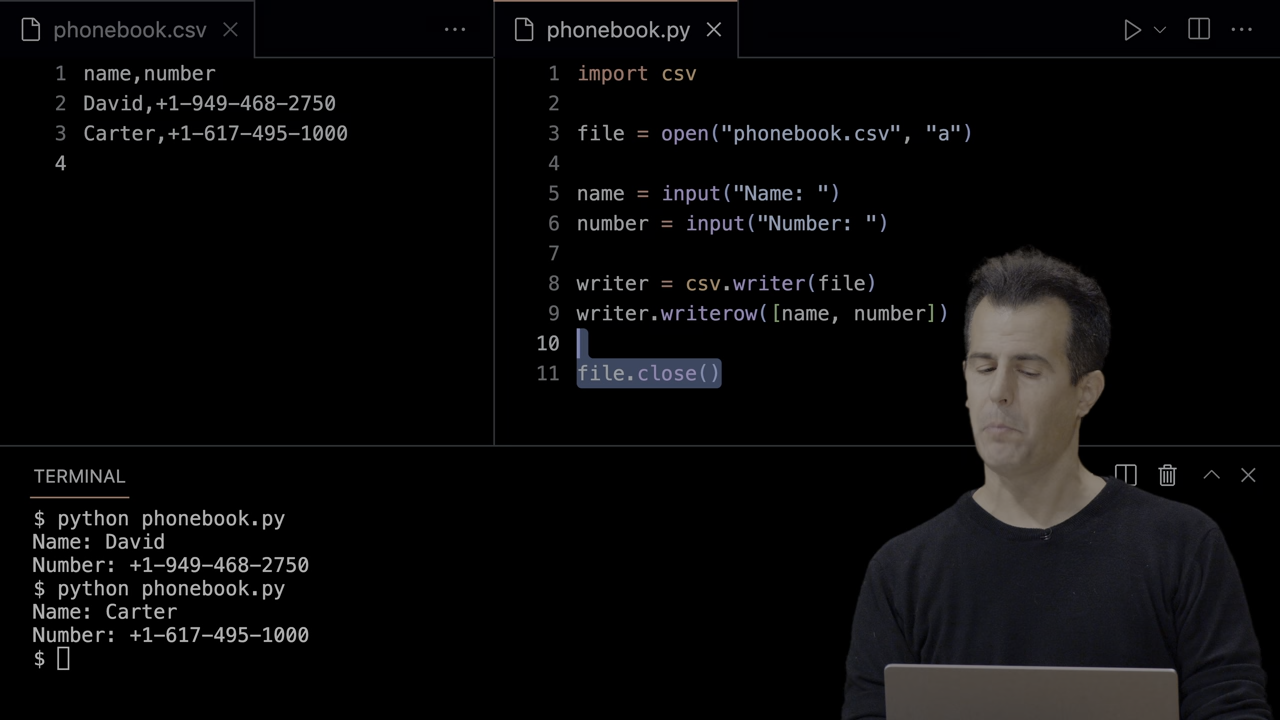 phonebook.csv
1 name,number
2 David,+1-949-468-2750
3 Carter,+1-617-495-1000
4
phonebook.py
1 import csv
2
3 file = open("phonebook.csv", "a")
4
5 name = input("Name: ")
6 number = input("Number: ")
7
8 writer = csv.writer(file)
9 writer.writerow([name, number])
10
11 file.close()
TERMINAL
$ python phonebook.py
Name: David
Number: +1-949-468-2750
$ python phonebook.py
Name: Carter
Number: +1-617-495-1000
$